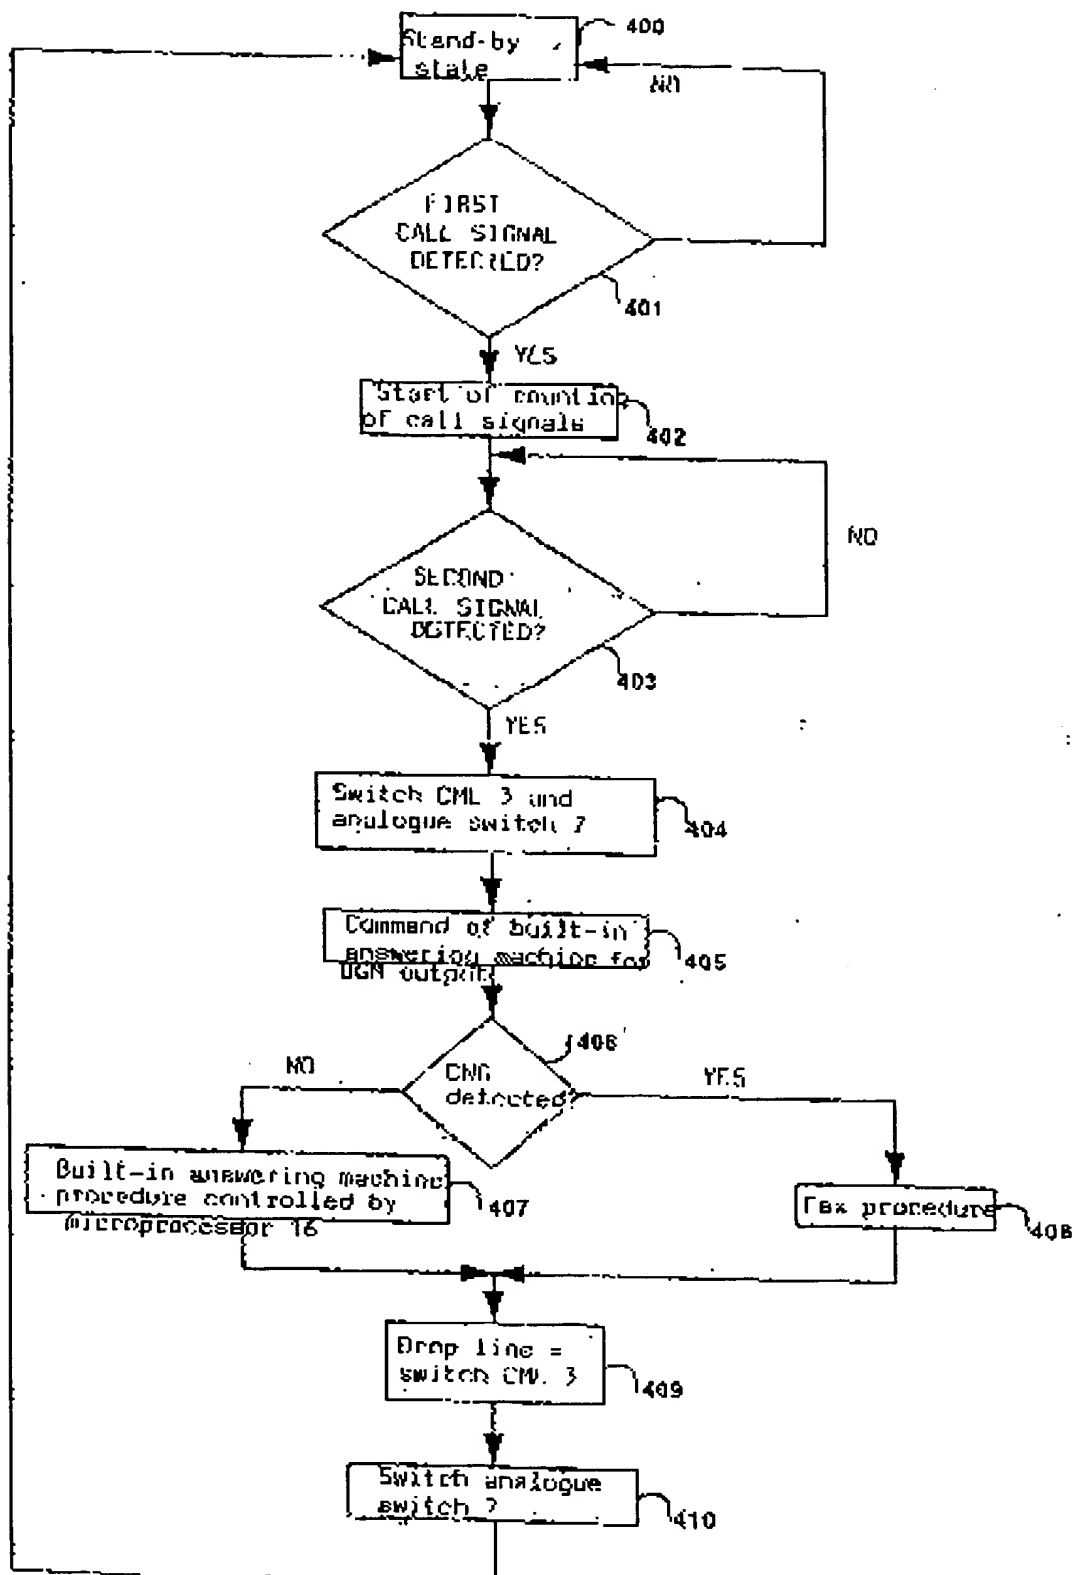 400
Stand-by
state
NO
FIRST
CALL SIGNAL
DETECTED?
401
YES
Start of counting
of call signals
402
NO
SECOND
CALL SIGNAL
DETECTED?
403
YES
Switch CML 3 and
analogue switch 7
404
Command of built-in
answering machine for
OGM output
405
406
NO
CNG
detected?
YES
Built-in answering machine
procedure controlled by
microprocessor 16
407
Fax procedure
408
Drop line =
switch CML 3
409
Switch analogue
switch 7
410